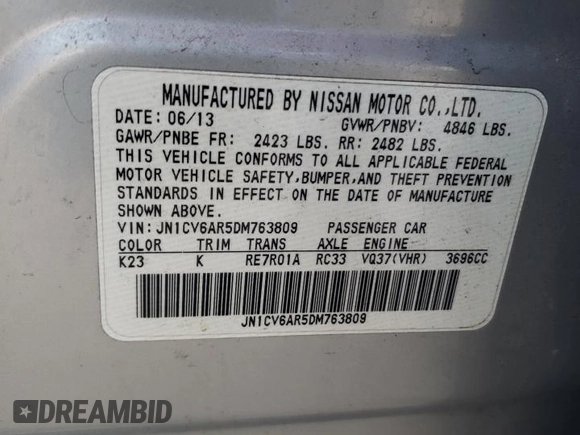 MANUFACTURED BY NISSAN MOTOR CO.,LTD.
DATE: 06/13 GVWR/PNBV: 4846 LBS.
GAWR/PNBE FR: 2423 LBS. RR: 2482 LBS.
THIS VEHICLE CONFORMS TO ALL APPLICABLE FEDERAL
MOTOR VEHICLE SAFETY,BUMPER,AND THEFT PREVENTION
STANDARDS IN EFFECT ON THE DATE OF MANUFACTURE
SHOWN ABOVE.
VIN: JN1CV6AR5DM763809 PASSENGER CAR
COLOR TRIM TRANS AXLE ENGINE
K23 K RE7R01A RC33 VQ37(VHR) 3696CC
JN1CV6AR5DM763809
DREAMBID